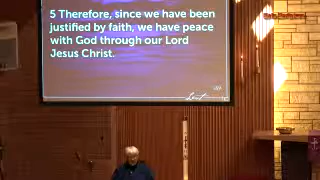 5 Therefore, since we have been
justified by faith, we have peace
with God through our Lord
Jesus Christ.
Lent